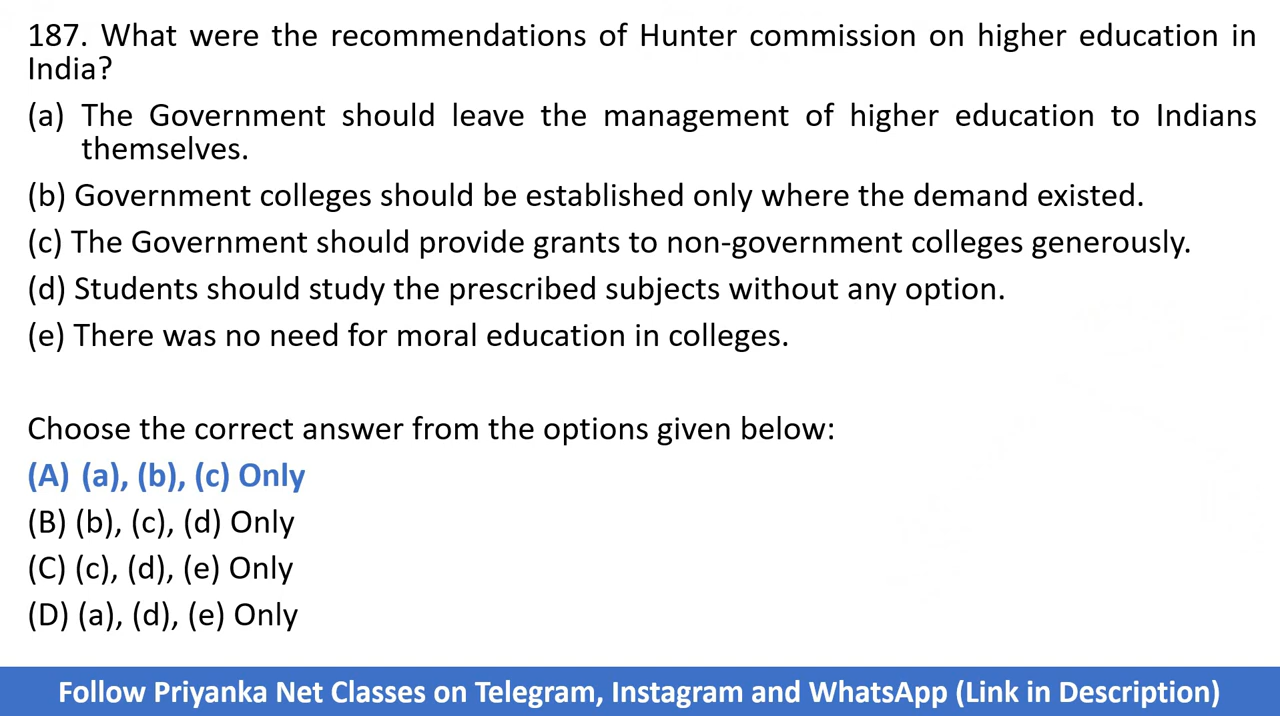 187. What were the recommendations of Hunter commission on higher education in
India?
(a) The Government should leave the management of higher education to Indians
themselves.
(b) Government colleges should be established only where the demand existed.
(c) The Government should provide grants to non-government colleges generously.
(d) Students should study the prescribed subjects without any option.
(e) There was no need for moral education in colleges.
Choose the correct answer from the options given below:
(A) (a), (b), (c) Only
(B) (b), (c), (d) Only
(C) (c), (d), (e) Only
(D) (a), (d), (e) Only
Follow Priyanka Net Classes on Telegram, Instagram and WhatsApp (Link in Description)